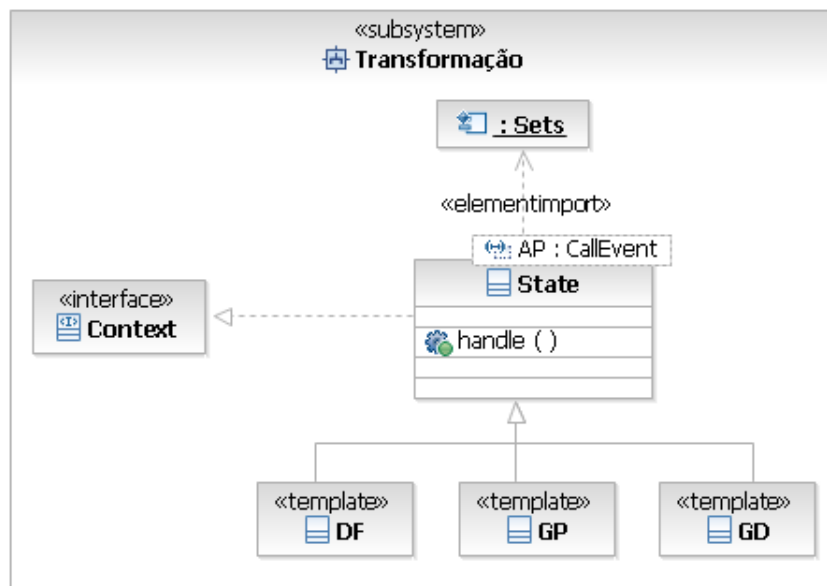 «subsystem»
Transformação
: Sets
«elementimport»
AP : CallEvent
State
«interface»
Context
handle ( )
«template»
DF
«template»
GP
«template»
GD